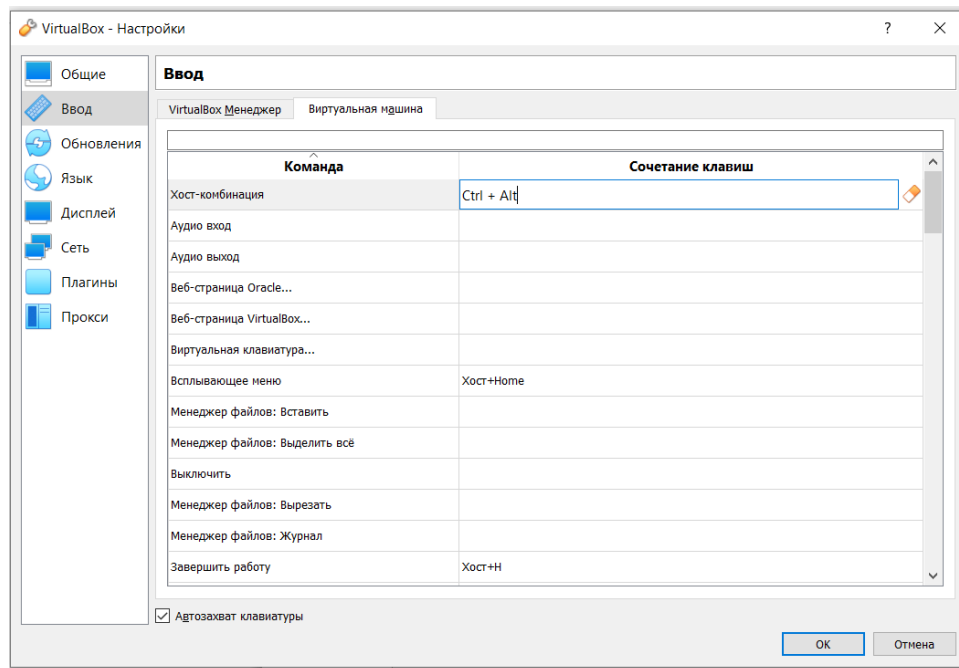 VirtualBox - Настройки ?
Общие
Ввод
Обновления
Язык
Дисплей
Сеть
Плагины
Прокси
Ввод
VirtualBox Менеджер Виртуальная машина
Команда Сочетание клавиш
Хост-комбинация Ctrl + Alt
Аудио вход
Аудио выход
Веб-страница Oracle...
Веб-страница VirtualBox...
Виртуальная клавиатура...
Всплывающее меню Хост+Home
Менеджер файлов: Вставить
Менеджер файлов: Выделить всё
Выключить
Менеджер файлов: Вырезать
Менеджер файлов: Журнал
Завершить работу Хост+H
Автозахват клавиатуры
OK Отмена